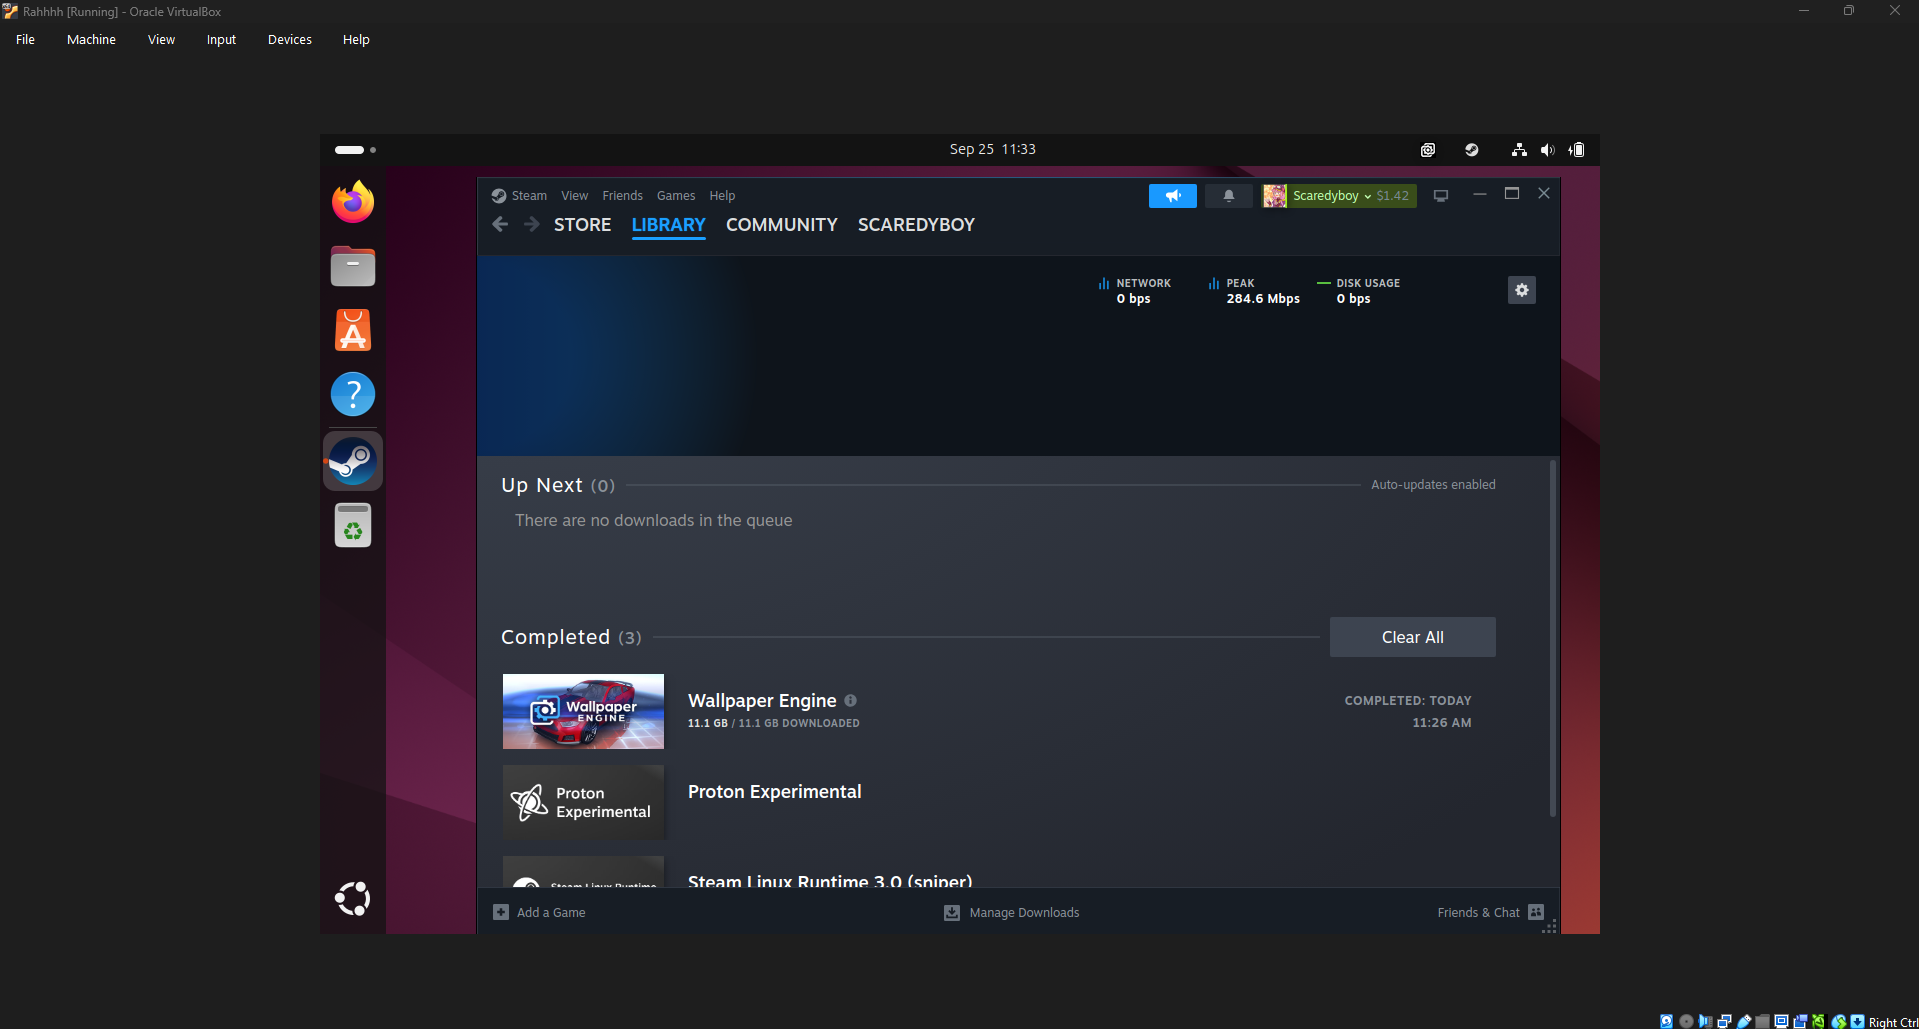 Rahhhh [Running] - Oracle VirtualBox
File Machine View Input Devices Help
Sep 25 11:33
Steam View Friends Games Help
Scaredyboy $1.42
STORE LIBRARY COMMUNITY SCAREDYBOY
NETWORK
0 bps
PEAK
284.6 Mbps
DISK USAGE
0 bps
Up Next (0)
Auto-updates enabled
There are no downloads in the queue
Completed (3)
Clear All
Wallpaper
ENGINE
Wallpaper Engine
11.1 GB / 11.1 GB DOWNLOADED
COMPLETED: TODAY
11:26 AM
Proton
Experimental
Proton Experimental
Steam Linux Runtime
Steam Linux Runtime 3.0 (sniper)
Add a Game
Manage Downloads
Friends & Chat
Right Ctrl